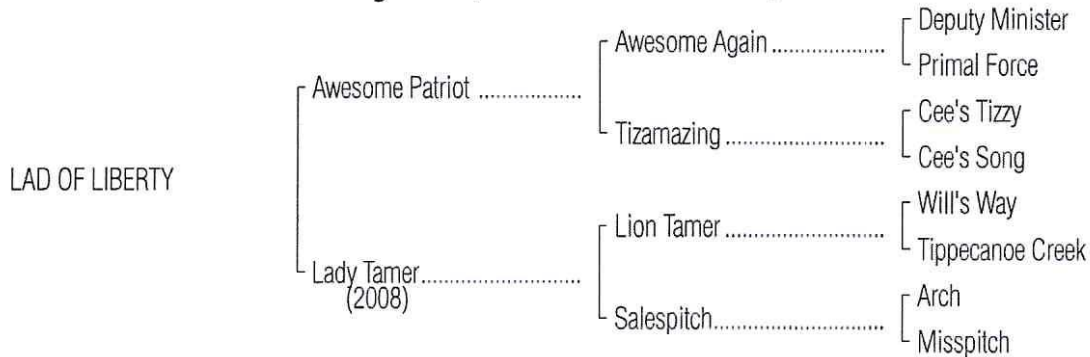 Deputy Minister
Awesome Again
Primal Force
Awesome Patriot
Cee's Tizzy
Tizamazing
Cee's Song
LAD OF LIBERTY
Will's Way
Lion Tamer
Tippecanoe Creek
Lady Tamer
(2008)
Arch
Salespitch
Misspitch